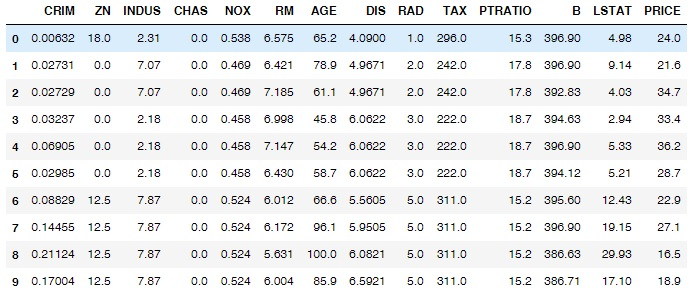 CRIM ZN INDUS CHAS NOX RM AGE DIS RAD TAX PTRATIO B LSTAT PRICE
0 0.00632 18.0 2.31 0.0 0.538 6.575 65.2 4.0900 1.0 296.0 15.3 396.90 4.98 24.0
1 0.02731 0.0 7.07 0.0 0.469 6.421 78.9 4.9671 2.0 242.0 17.8 396.90 9.14 21.6
2 0.02729 0.0 7.07 0.0 0.469 7.185 61.1 4.9671 2.0 242.0 17.8 392.83 4.03 34.7
3 0.03237 0.0 2.18 0.0 0.458 6.998 45.8 6.0622 3.0 222.0 18.7 394.63 2.94 33.4
4 0.06905 0.0 2.18 0.0 0.458 7.147 54.2 6.0622 3.0 222.0 18.7 396.90 5.33 36.2
5 0.02985 0.0 2.18 0.0 0.458 6.430 58.7 6.0622 3.0 222.0 18.7 394.12 5.21 28.7
6 0.08829 12.5 7.87 0.0 0.524 6.012 66.6 5.5605 5.0 311.0 15.2 395.60 12.43 22.9
7 0.14455 12.5 7.87 0.0 0.524 6.172 96.1 5.9505 5.0 311.0 15.2 396.90 19.15 27.1
8 0.21124 12.5 7.87 0.0 0.524 5.631 100.0 6.0821 5.0 311.0 15.2 386.63 29.93 16.5
9 0.17004 12.5 7.87 0.0 0.524 6.004 85.9 6.5921 5.0 311.0 15.2 386.71 17.10 18.9